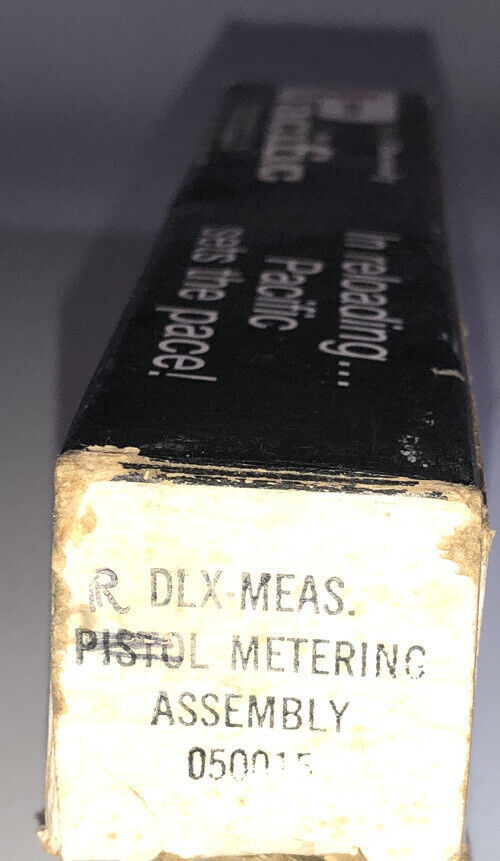 Pacific
In reloading...
Pacific
sets the pace!
R DLX-MEAS.
PISTOL METERING
ASSEMBLY
050015